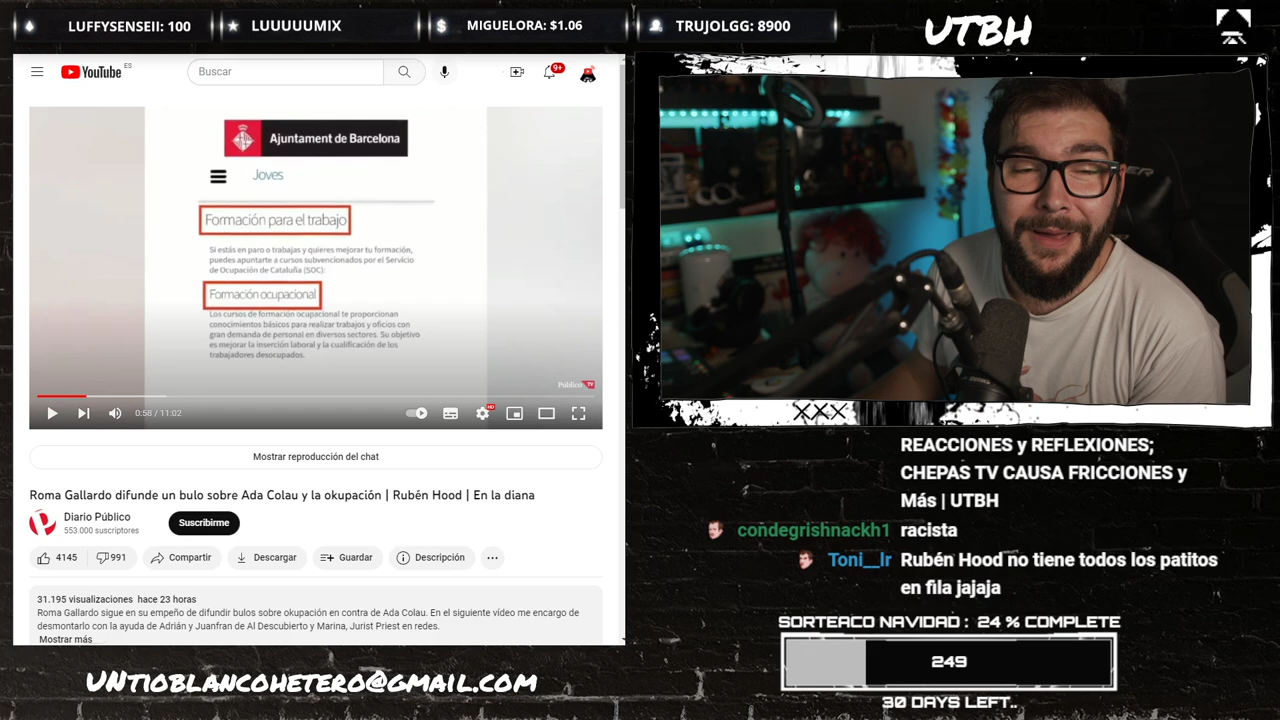 LUFFYSENSEII: 100
LUUUUUMIX
MIGUELORA: $1.06
TRUJOLGG: 8900
UTBH
YouTube ES
Buscar
9+
Ajuntament de Barcelona
Joves
Formación para el trabajo
Si estás en paro o trabajas y quieres mejorar tu formación,
puedes apuntarte a cursos subvencionados por el Servicio
de Ocupación de Cataluña (SOC):
Formación ocupacional
Los cursos de formación ocupacional te proporcionan
conocimientos básicos para realizar trabajos y oficios con
gran demanda de personal en diversos sectores. Su objetivo
es mejorar la inserción laboral y la cualificación de los
trabajadores desocupados.
Público TV
0:58 / 11:02
HD
Mostrar reproducción del chat
Roma Gallardo difunde un bulo sobre Ada Colau y la okupación | Rubén Hood | En la diana
Diario Público
553.000 suscriptores
Suscribirme
4145
991
Compartir
Descargar
Guardar
Descripción
31.195 visualizaciones hace 23 horas
Roma Gallardo sigue en su empeño de difundir bulos sobre okupación en contra de Ada Colau. En el siguiente vídeo me encargo de
desmontarlo con la ayuda de Adrián y Juanfran de Al Descubierto y Marina, Jurist Priest en redes.
Mostrar más
UNTIOBLANCOHETERO@GMAIL.COM
XXX
REACCIONES y REFLEXIONES;
CHEPAS TV CAUSA FRICCIONES y
Más | UTBH
condegrishnackh1 racista
Toni__lr Rubén Hood no tiene todos los patitos
en fila jajaja
SORTEACO NAVIDAD : 24 % COMPLETE
249
30 DAYS LEFT..